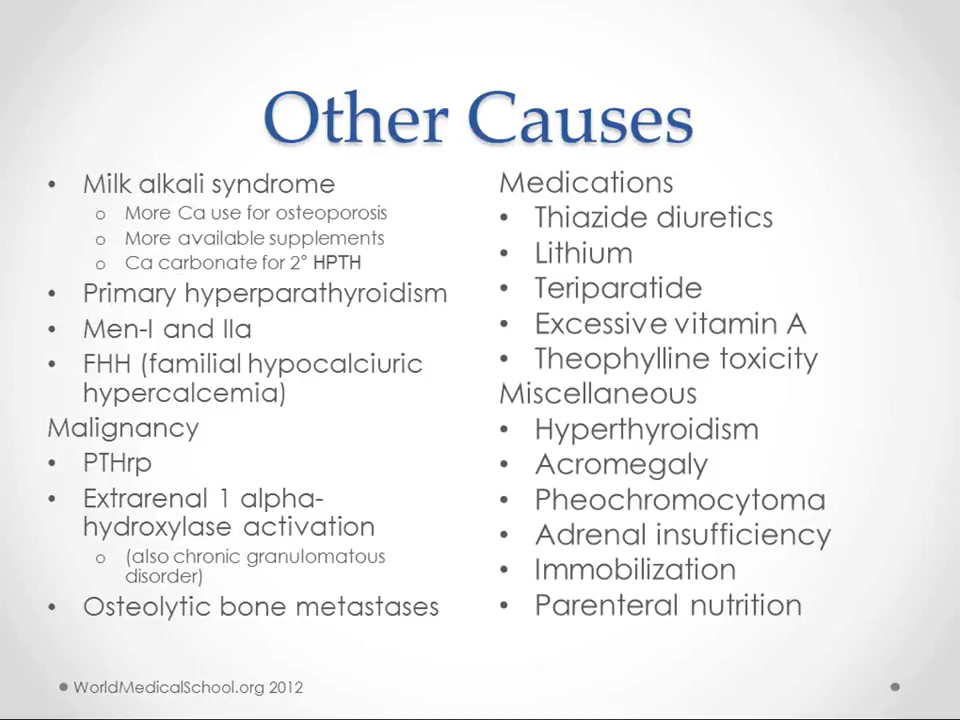 Other Causes
• Milk alkali syndrome
o More Ca use for osteoporosis
o More available supplements
o Ca carbonate for 2° HPTH
• Primary hyperparathyroidism
• Men-I and IIa
• FHH (familial hypocalciuric
hypercalcemia)
Malignancy
• PTHrp
• Extrarenal 1 alpha-
hydroxylase activation
o (also chronic granulomatous
disorder)
• Osteolytic bone metastases
Medications
• Thiazide diuretics
• Lithium
• Teriparatide
• Excessive vitamin A
• Theophylline toxicity
Miscellaneous
• Hyperthyroidism
• Acromegaly
• Pheochromocytoma
• Adrenal insufficiency
• Immobilization
• Parenteral nutrition
WorldMedicalSchool.org 2012